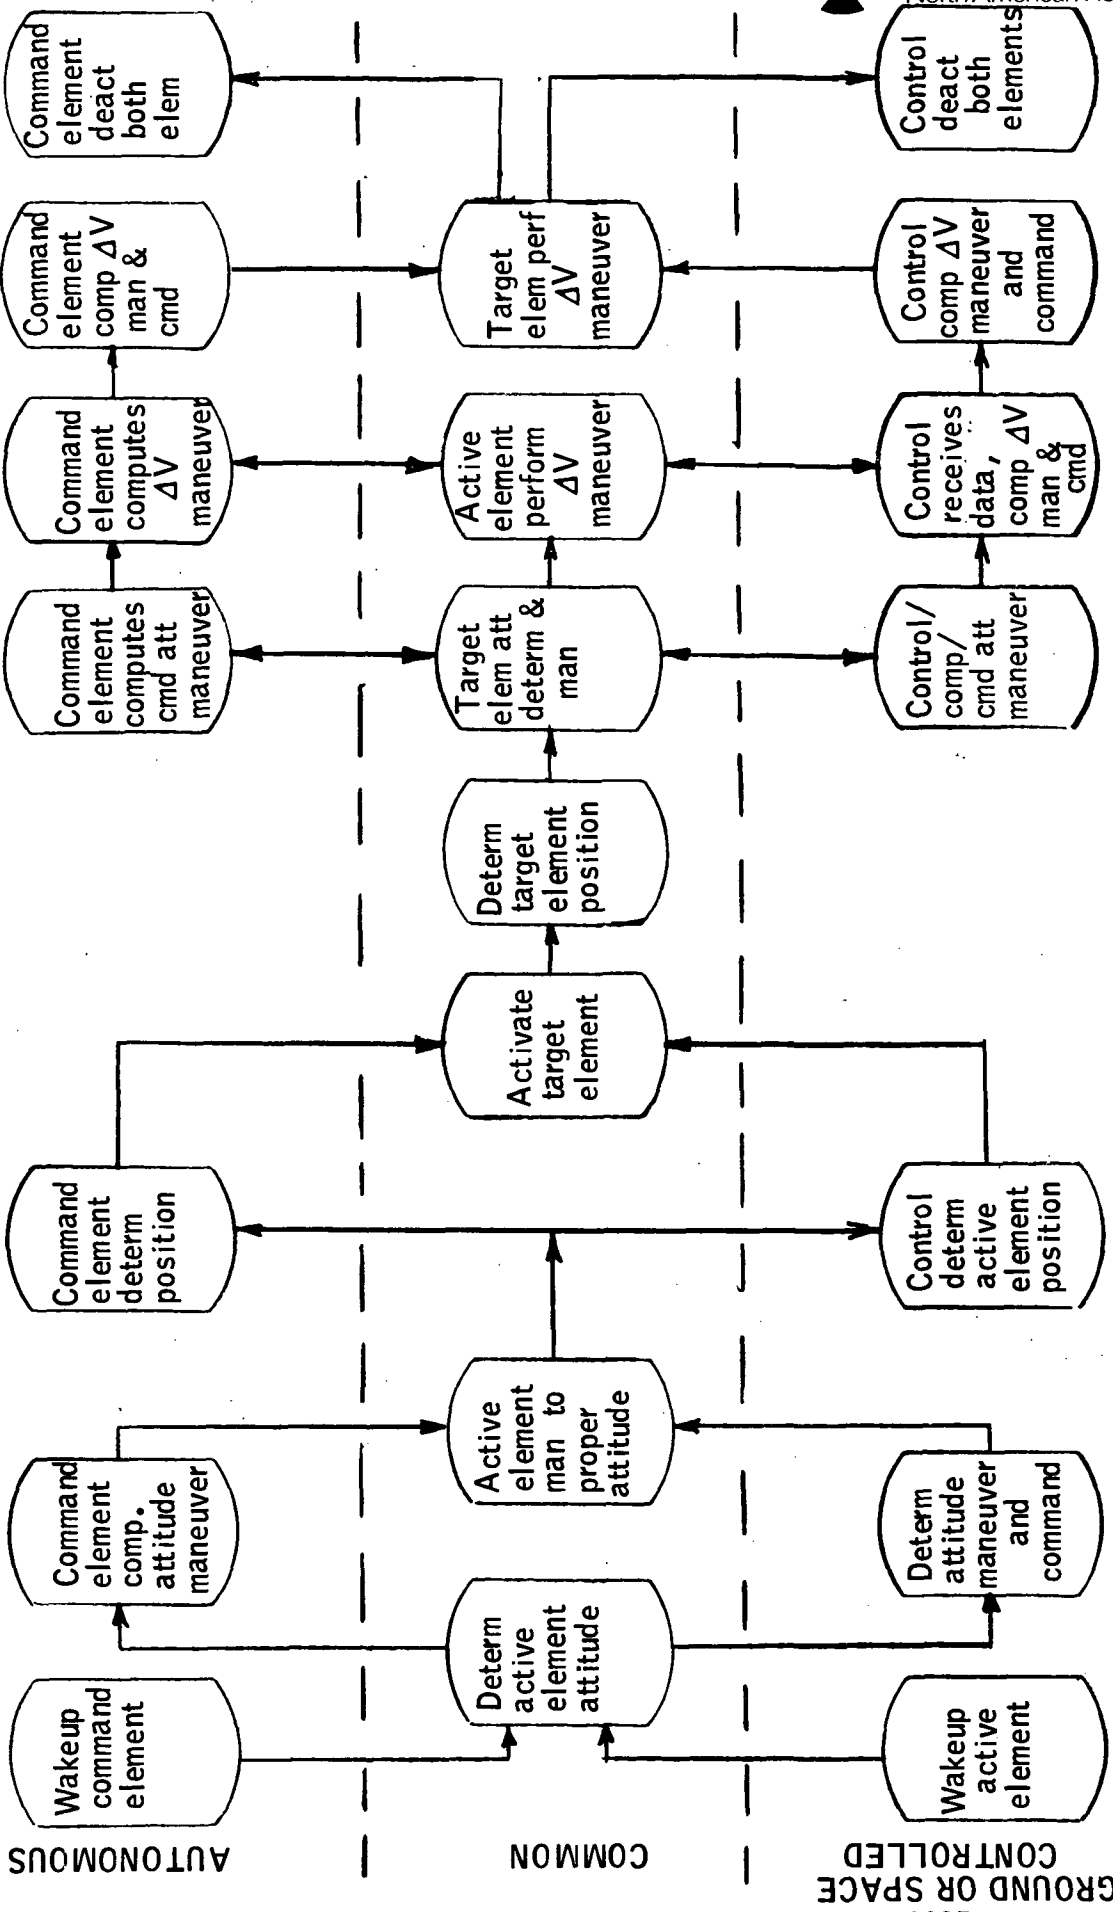 AUTONOMOUS
Wakeup
command
element
Command
element
comp.
attitude
maneuver
Command
element
determ
position
Command
element
computes
cmd att
maneuver
Command
element
computes
ΔV
maneuver
Command
element
comp ΔV
man &
cmd
Command
element
deact
both
elem
COMMON
Determ
active
element
attitude
Active
element
man to
proper
attitude
Activate
target
element
Determ
target
element
position
Target
elem att
determ &
man
Active
element
perform
ΔV
maneuver
Target
elem perf
ΔV
maneuver
GROUND OR SPACE
CONTROLLED
Wakeup
active
element
Determ
attitude
maneuver
and
command
Control
determ
active
element
position
Control/
comp/
cmd att
maneuver
Control
receives
data,
comp ΔV
man &
cmd
Control
comp ΔV
maneuver
and
command
Control
deact
both
elements